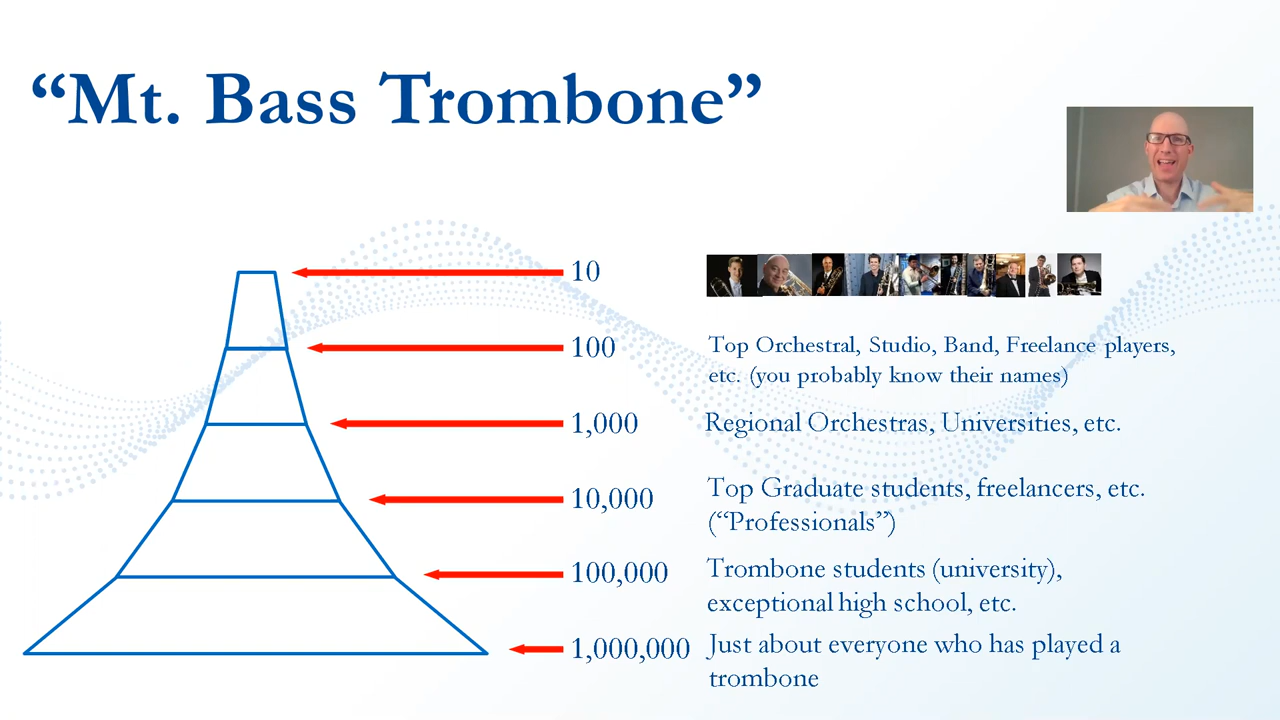 “Mt. Bass Trombone”
10
100
Top Orchestral, Studio, Band, Freelance players,
etc. (you probably know their names)
1,000
Regional Orchestras, Universities, etc.
10,000
Top Graduate students, freelancers, etc.
(“Professionals”)
100,000
Trombone students (university),
exceptional high school, etc.
1,000,000
Just about everyone who has played a
trombone